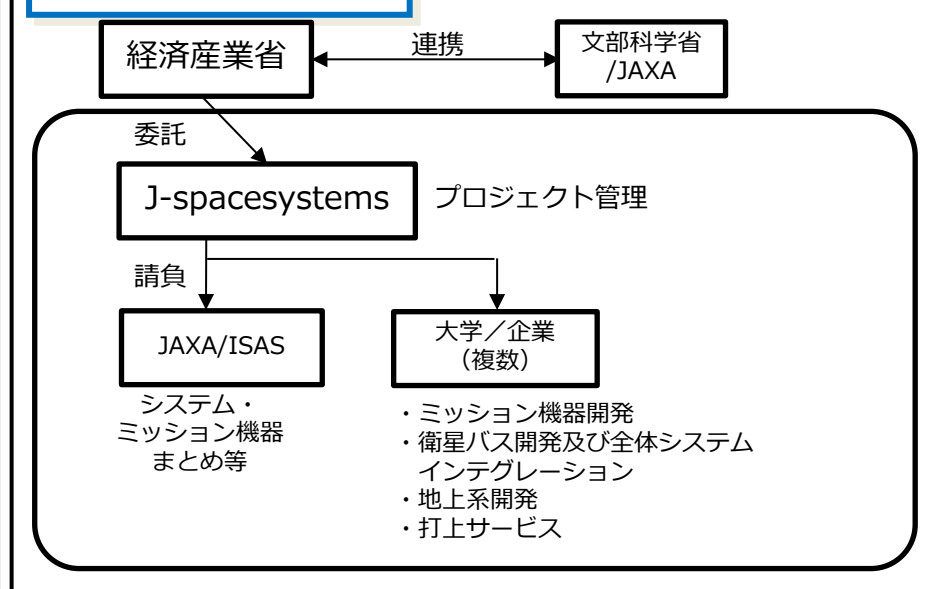 経済産業省
連携
文部科学省
/JAXA
委託
J-spacesystems
プロジェクト管理
請負
JAXA/ISAS
大学／企業
（複数）
システム・
ミッション機器
まとめ等
・ミッション機器開発
・衛星バス開発及び全体システム
インテグレーション
・地上系開発
・打上サービス